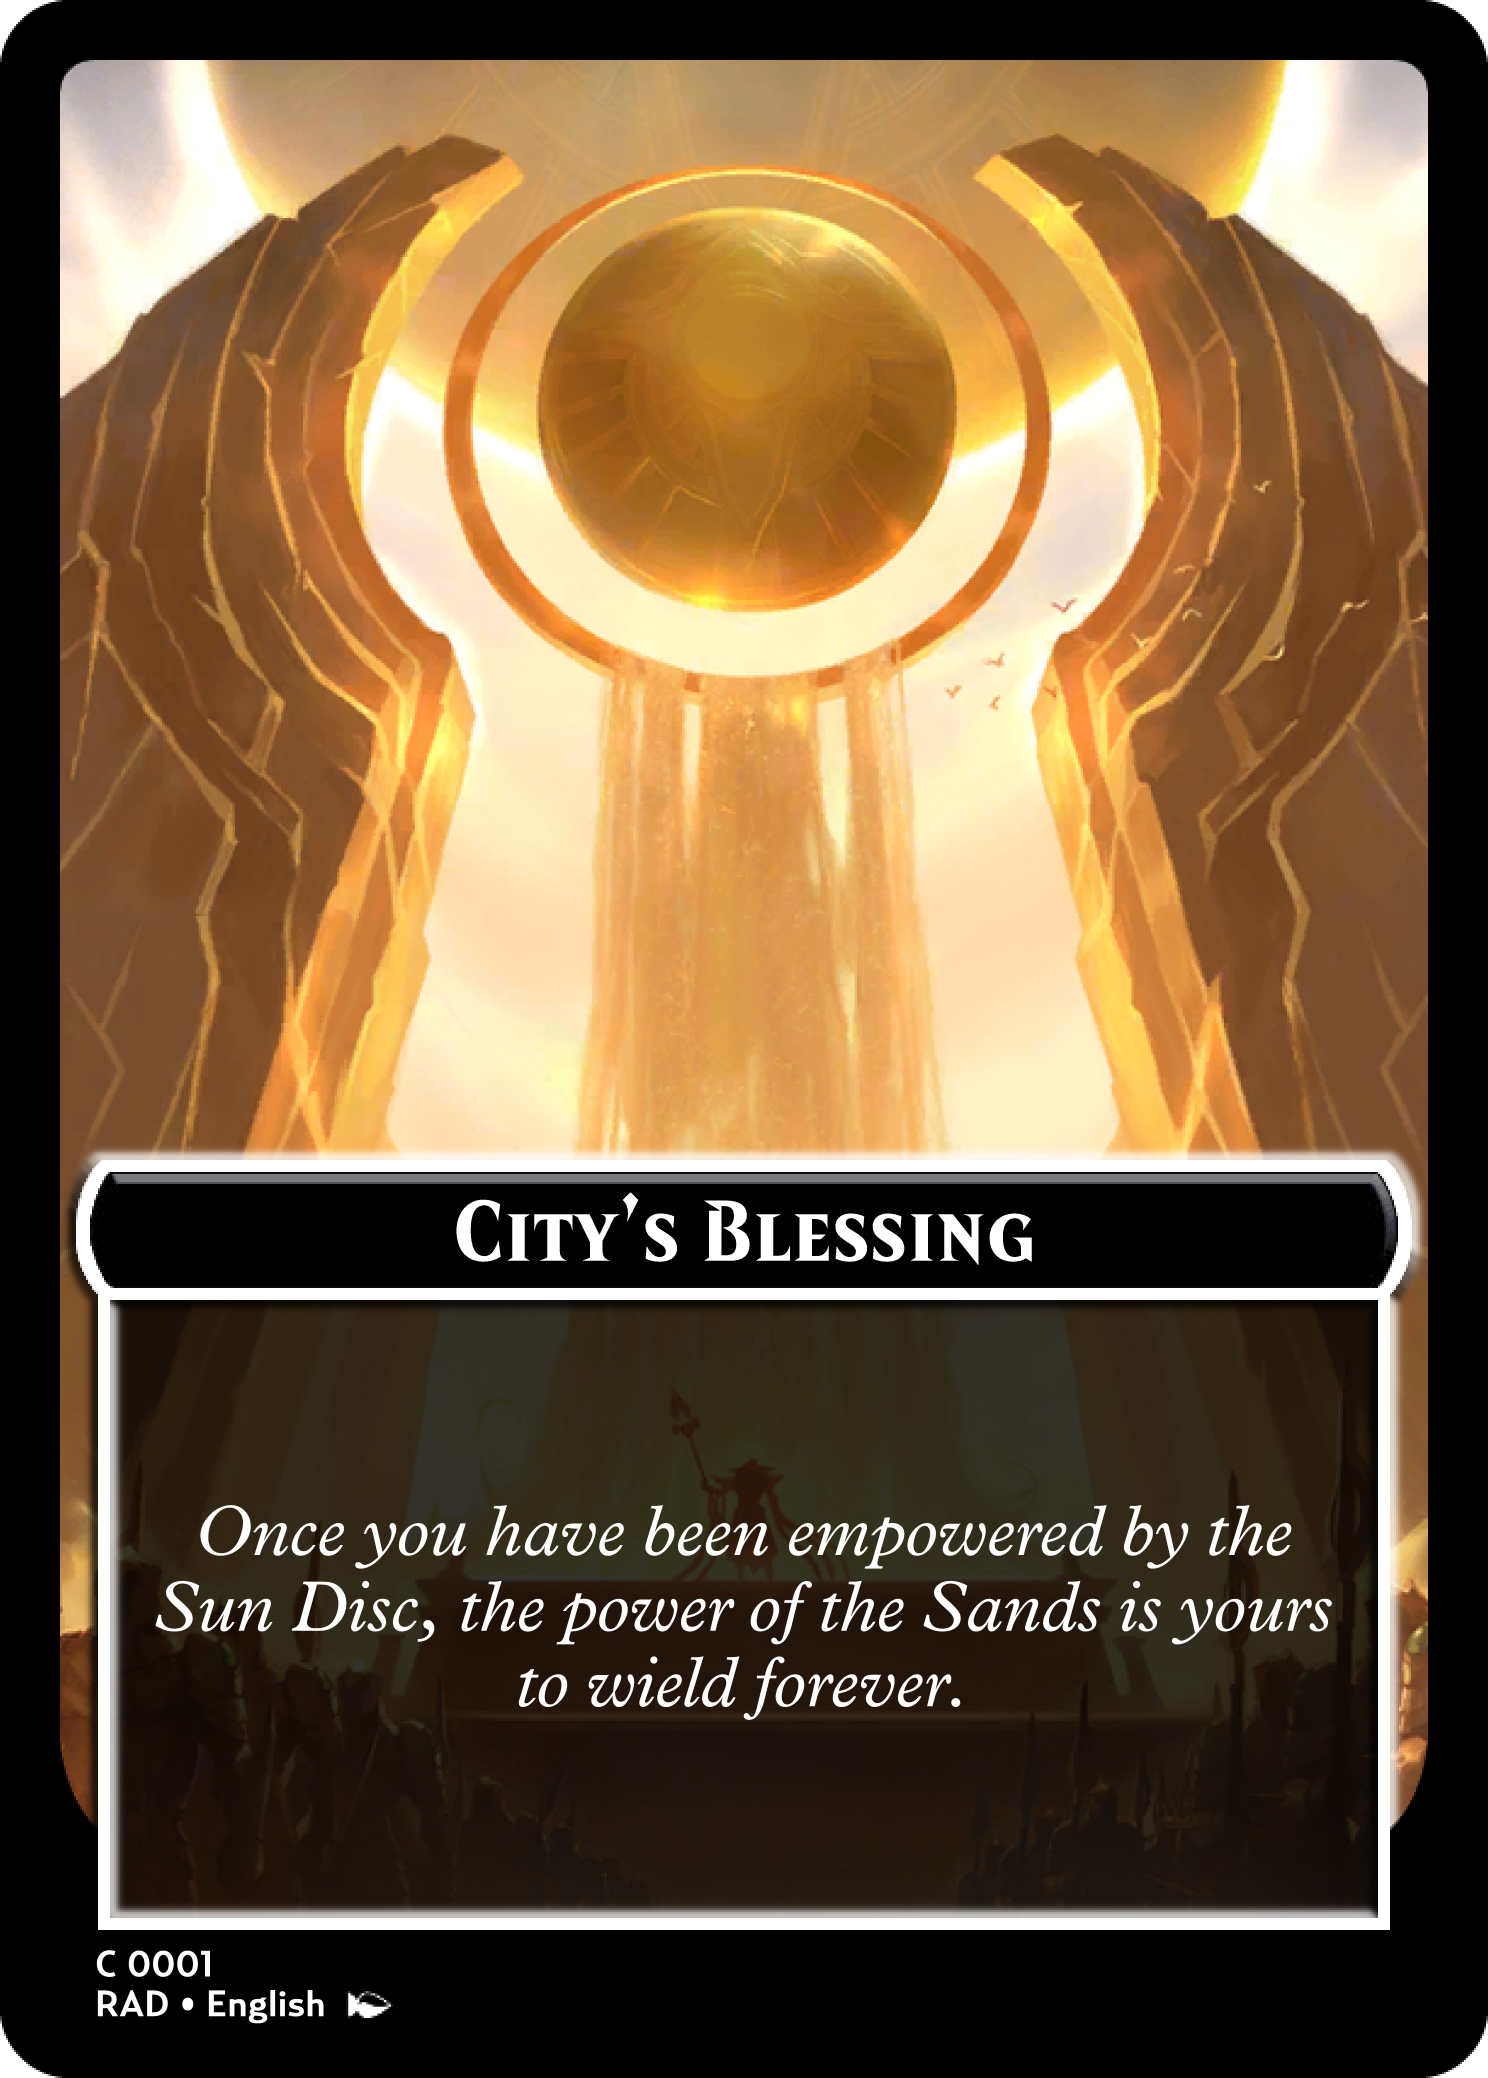 City's Blessing
Once you have been empowered by the
Sun Disc, the power of the Sands is yours
to wield forever.
C 0001
RAD • English